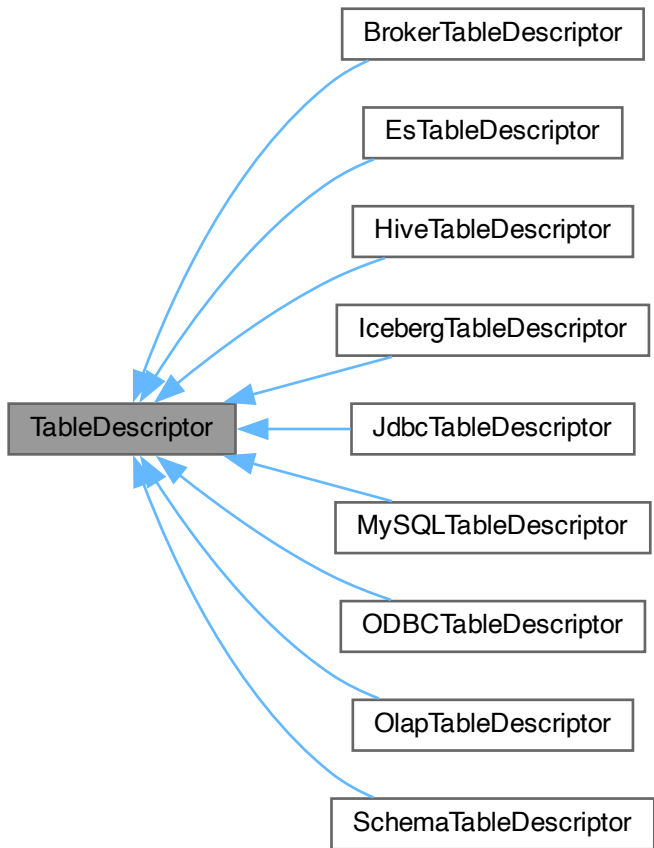 BrokerTableDescriptor
EsTableDescriptor
HiveTableDescriptor
IcebergTableDescriptor
TableDescriptor
JdbcTableDescriptor
MySQLTableDescriptor
ODBCTableDescriptor
OlapTableDescriptor
SchemaTableDescriptor